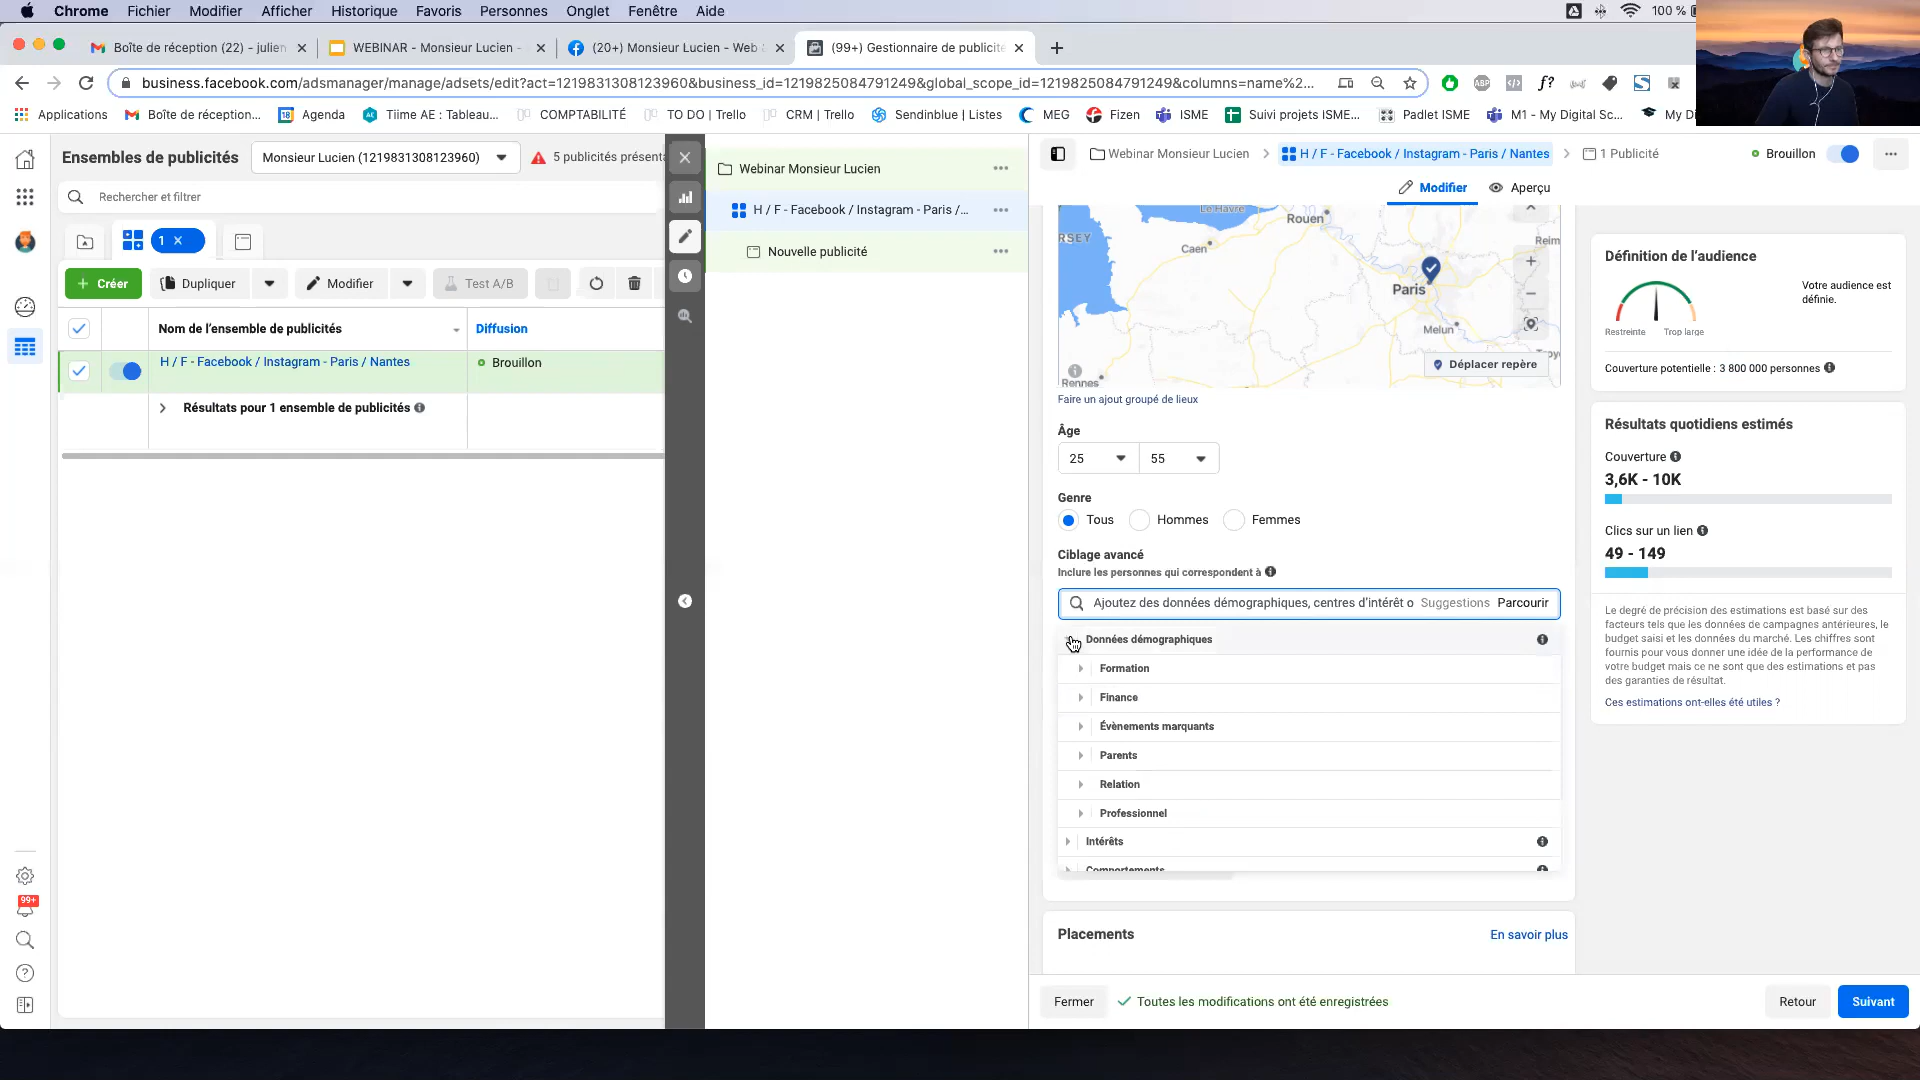 Chrome Fichier Modifier Afficher Historique Favoris Personnes Onglet Fenêtre Aide 100 %
Boîte de réception (22) - julien
WEBINAR - Monsieur Lucien -
(20+) Monsieur Lucien - Web
(99+) Gestionnaire de publicité
business.facebook.com/adsmanager/manage/adsets/edit?act=1219831308123960&business_id=1219825084791249&global_scope_id=1219825084791249&columns=name%2...
ABP
f?
Applications
Boîte de réception...
18 Agenda
Tiime AE : Tableau...
COMPTABILITÉ
TO DO | Trello
CRM | Trello
Sendinblue | Listes
MEG
Fizen
ISME
Suivi projets ISME...
Padlet ISME
M1 - My Digital Sc...
My Di
Ensembles de publicités
Monsieur Lucien (1219831308123960)
5 publicités présenta
Rechercher et filtrer
1
Créer
Dupliquer
Modifier
Test A/B
Nom de l'ensemble de publicités
Diffusion
H / F - Facebook / Instagram - Paris / Nantes
Brouillon
Résultats pour 1 ensemble de publicités
99+
Webinar Monsieur Lucien
H / F - Facebook / Instagram - Paris /...
Nouvelle publicité
Webinar Monsieur Lucien
H / F - Facebook / Instagram - Paris / Nantes
1 Publicité
Brouillon
Modifier
Aperçu
Le Havre
Rouen
RSEY
Caen
Reim
Paris
Melun
Troy
Rennes
Déplacer repère
Faire un ajout groupé de lieux
Âge
25
55
Genre
Tous
Hommes
Femmes
Ciblage avancé
Inclure les personnes qui correspondent à
Ajoutez des données démographiques, centres d'intérêt o Suggestions Parcourir
Données démographiques
Formation
Finance
Évènements marquants
Parents
Relation
Professionnel
Intérêts
Comportements
Placements
En savoir plus
Fermer
Toutes les modifications ont été enregistrées
Retour
Suivant
Définition de l'audience
Votre audience est
définie.
Restreinte
Trop large
Couverture potentielle : 3 800 000 personnes
Résultats quotidiens estimés
Couverture
3,6K - 10K
Clics sur un lien
49 - 149
Le degré de précision des estimations est basé sur des
facteurs tels que les données de campagnes antérieures, le
budget saisi et les données du marché. Les chiffres sont
fournis pour vous donner une idée de la performance de
votre budget mais ce ne sont que des estimations et pas
des garanties de résultat.
Ces estimations ont-elles été utiles ?